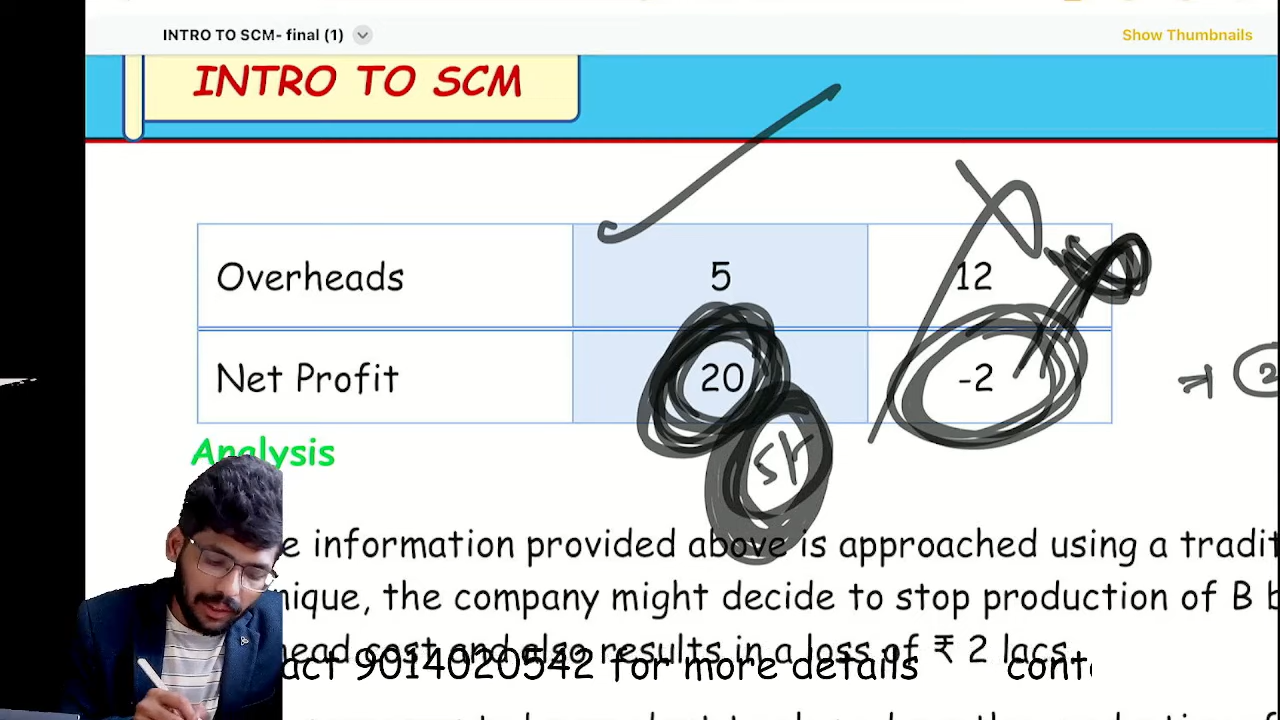 INTRO TO SCM- final (1)
Show Thumbnails
INTRO TO SCM
Overheads 5 12
Net Profit 20 -2
2
Analysis
e information provided above is approached using a tradit
nique, the company might decide to stop production of B b
head cost and also results in a loss of ₹ 2 lacs
act 9014020542 for more details cont